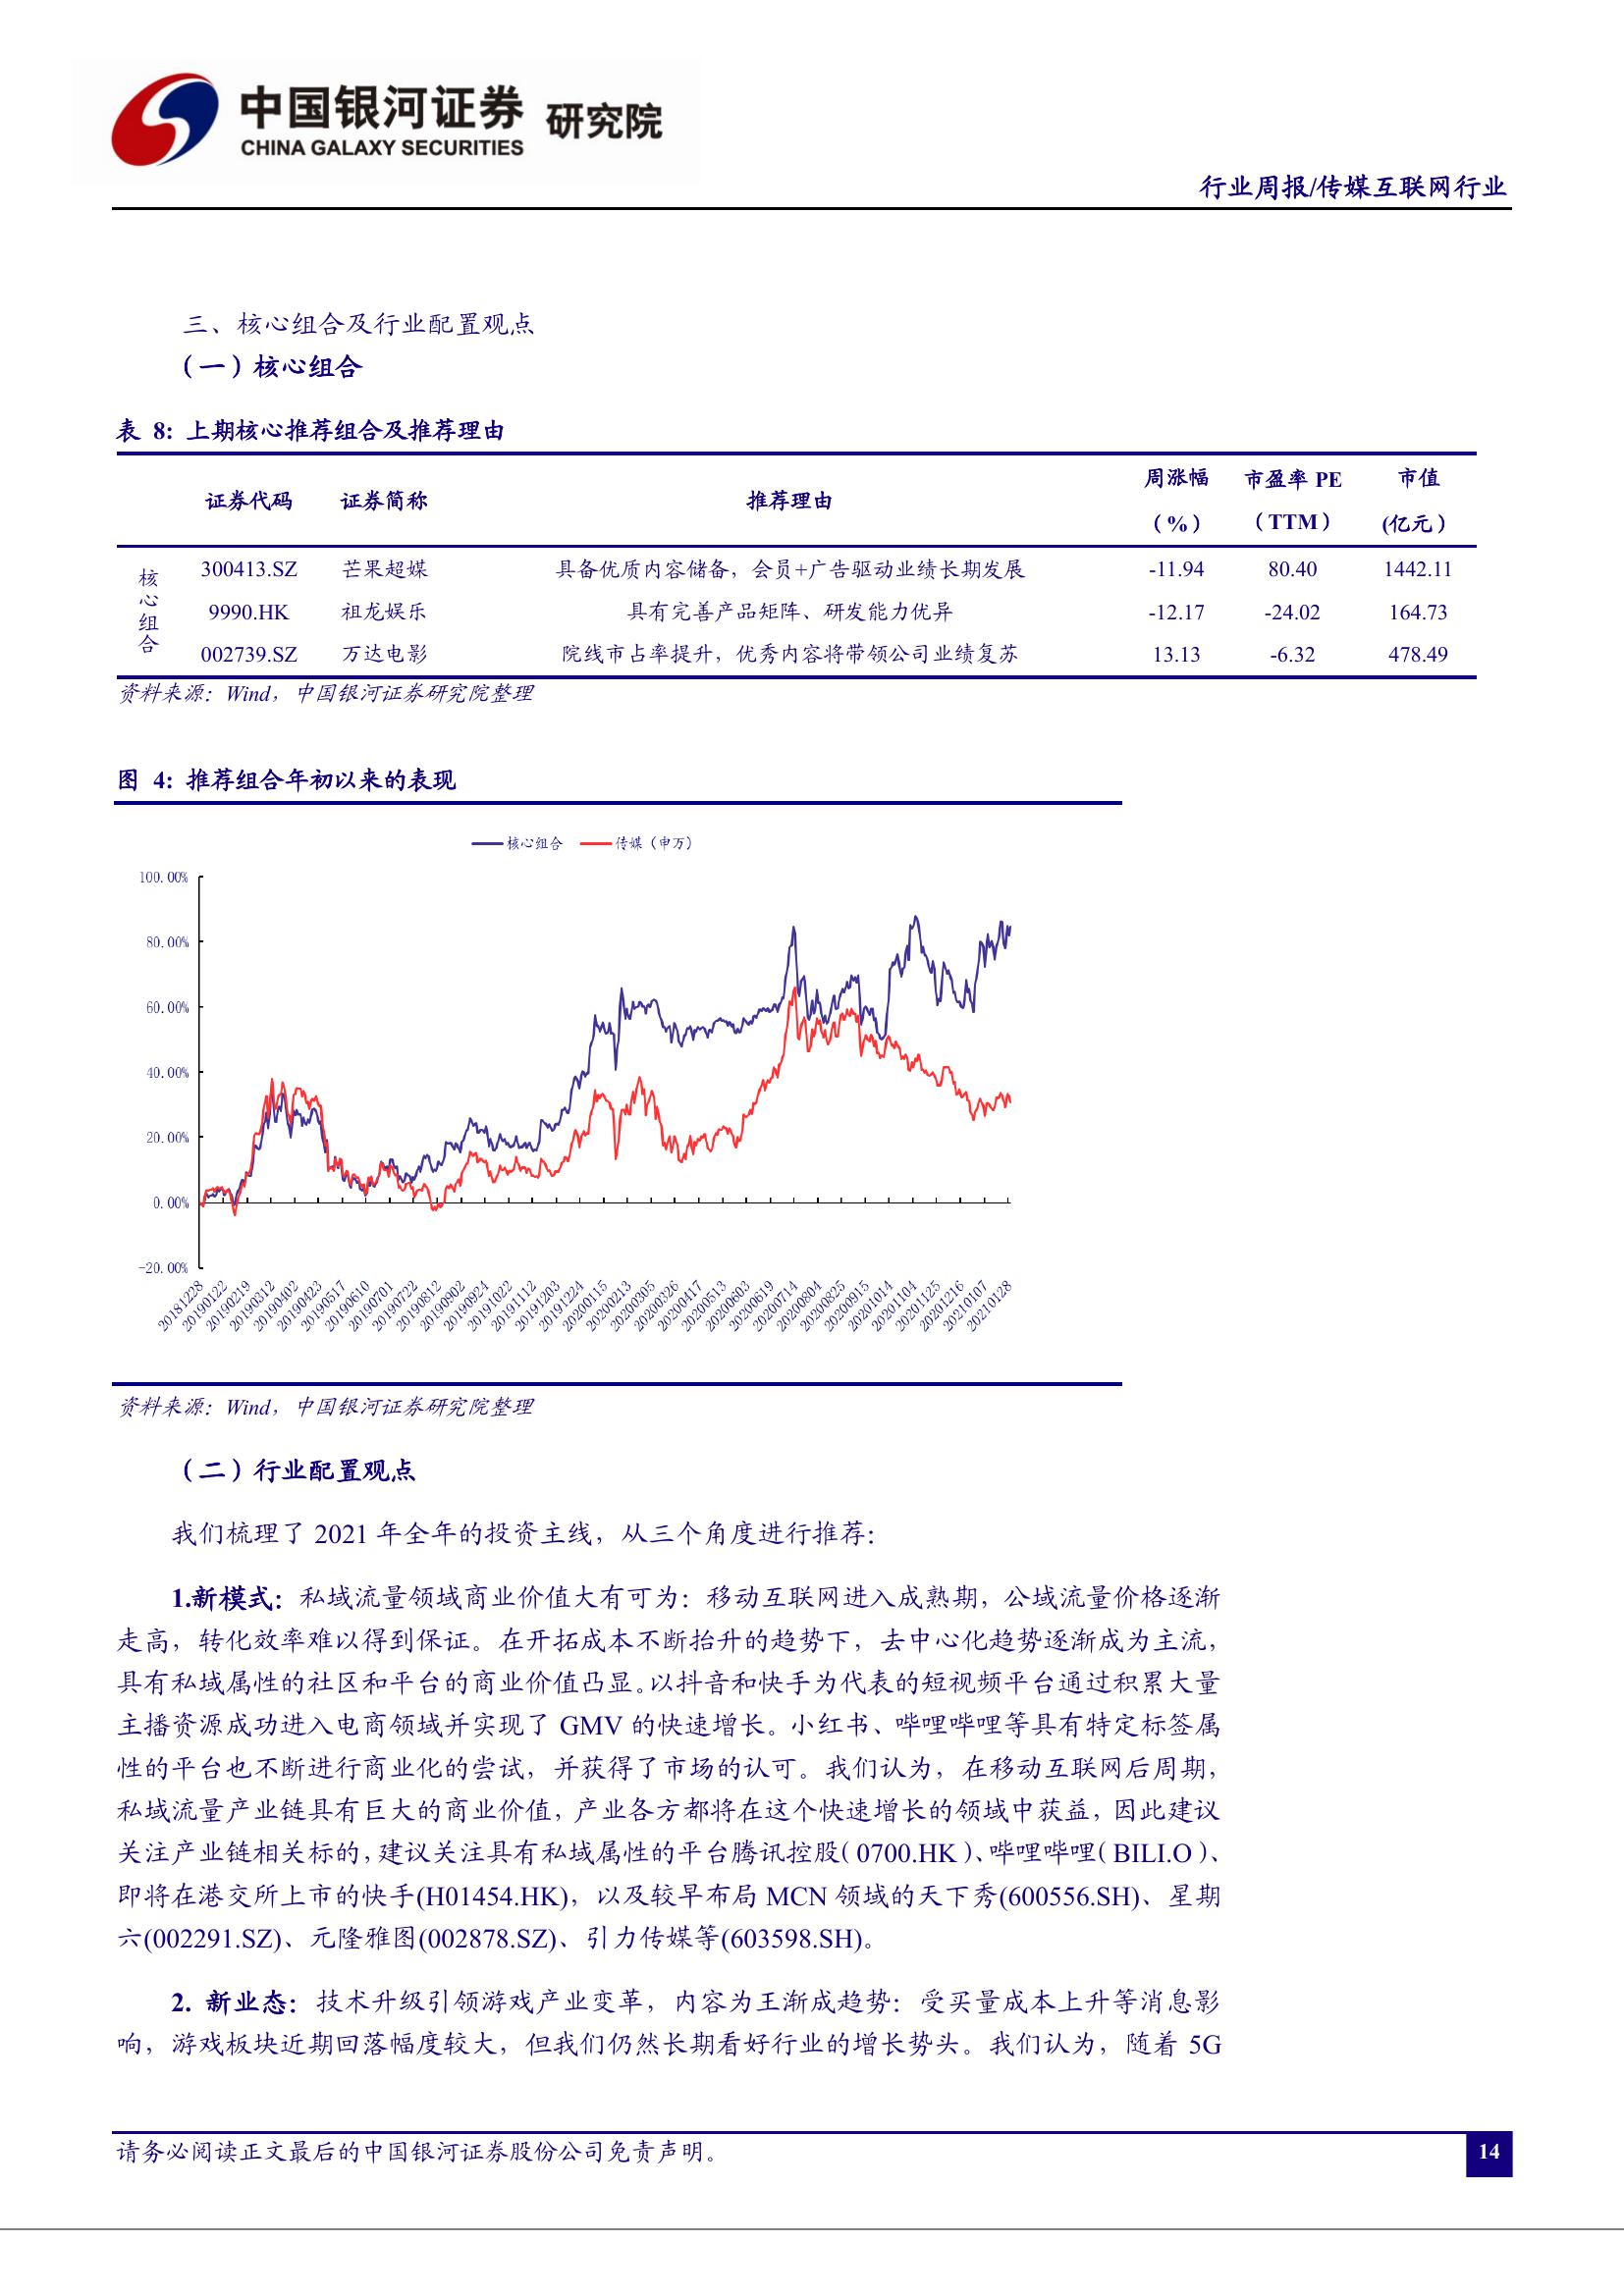 中国银河证券 研究院
CHINA GALAXY SECURITIES
行业周报/传媒互联网行业
三、核心组合及行业配置观点
（一）核心组合
表 8: 上期核心推荐组合及推荐理由
证券代码 证券简称 推荐理由 周涨幅（%） 市盈率 PE（TTM） 市值(亿元）
核心组合
300413.SZ 芒果超媒 具备优质内容储备，会员+广告驱动业绩长期发展 -11.94 80.40 1442.11
9990.HK 祖龙娱乐 具有完善产品矩阵、研发能力优异 -12.17 -24.02 164.73
002739.SZ 万达电影 院线市占率提升，优秀内容将带领公司业绩复苏 13.13 -6.32 478.49
资料来源：Wind，中国银河证券研究院整理
图 4: 推荐组合年初以来的表现
核心组合 传媒（申万）
100.00%
80.00%
60.00%
40.00%
20.00%
0.00%
-20.00%
20181228 20190122 20190219 20190312 20190402 20190423 20190517 20190610 20190701 20190722 20190812 20190902 20190924 20191022 20191112 20191203 20191224 20200115 20200213 20200305 20200326 20200417 20200513 20200603 20200619 20200714 20200804 20200825 20200915 20201014 20201104 20201125 20201216 20210107 20210128
资料来源：Wind，中国银河证券研究院整理
（二）行业配置观点
我们梳理了 2021 年全年的投资主线，从三个角度进行推荐：
1.新模式：私域流量领域商业价值大有可为：移动互联网进入成熟期，公域流量价格逐渐
走高，转化效率难以得到保证。在开拓成本不断抬升的趋势下，去中心化趋势逐渐成为主流，
具有私域属性的社区和平台的商业价值凸显。以抖音和快手为代表的短视频平台通过积累大量
主播资源成功进入电商领域并实现了 GMV 的快速增长。小红书、哔哩哔哩等具有特定标签属
性的平台也不断进行商业化的尝试，并获得了市场的认可。我们认为，在移动互联网后周期，
私域流量产业链具有巨大的商业价值，产业各方都将在这个快速增长的领域中获益，因此建议
关注产业链相关标的，建议关注具有私域属性的平台腾讯控股（0700.HK）、哔哩哔哩（BILI.O）、
即将在港交所上市的快手(H01454.HK)，以及较早布局 MCN 领域的天下秀(600556.SH)、星期
六(002291.SZ)、元隆雅图(002878.SZ)、引力传媒等(603598.SH)。
2. 新业态：技术升级引领游戏产业变革，内容为王渐成趋势：受买量成本上升等消息影
响，游戏板块近期回落幅度较大，但我们仍然长期看好行业的增长势头。我们认为，随着 5G
请务必阅读正文最后的中国银河证券股份公司免责声明。
14